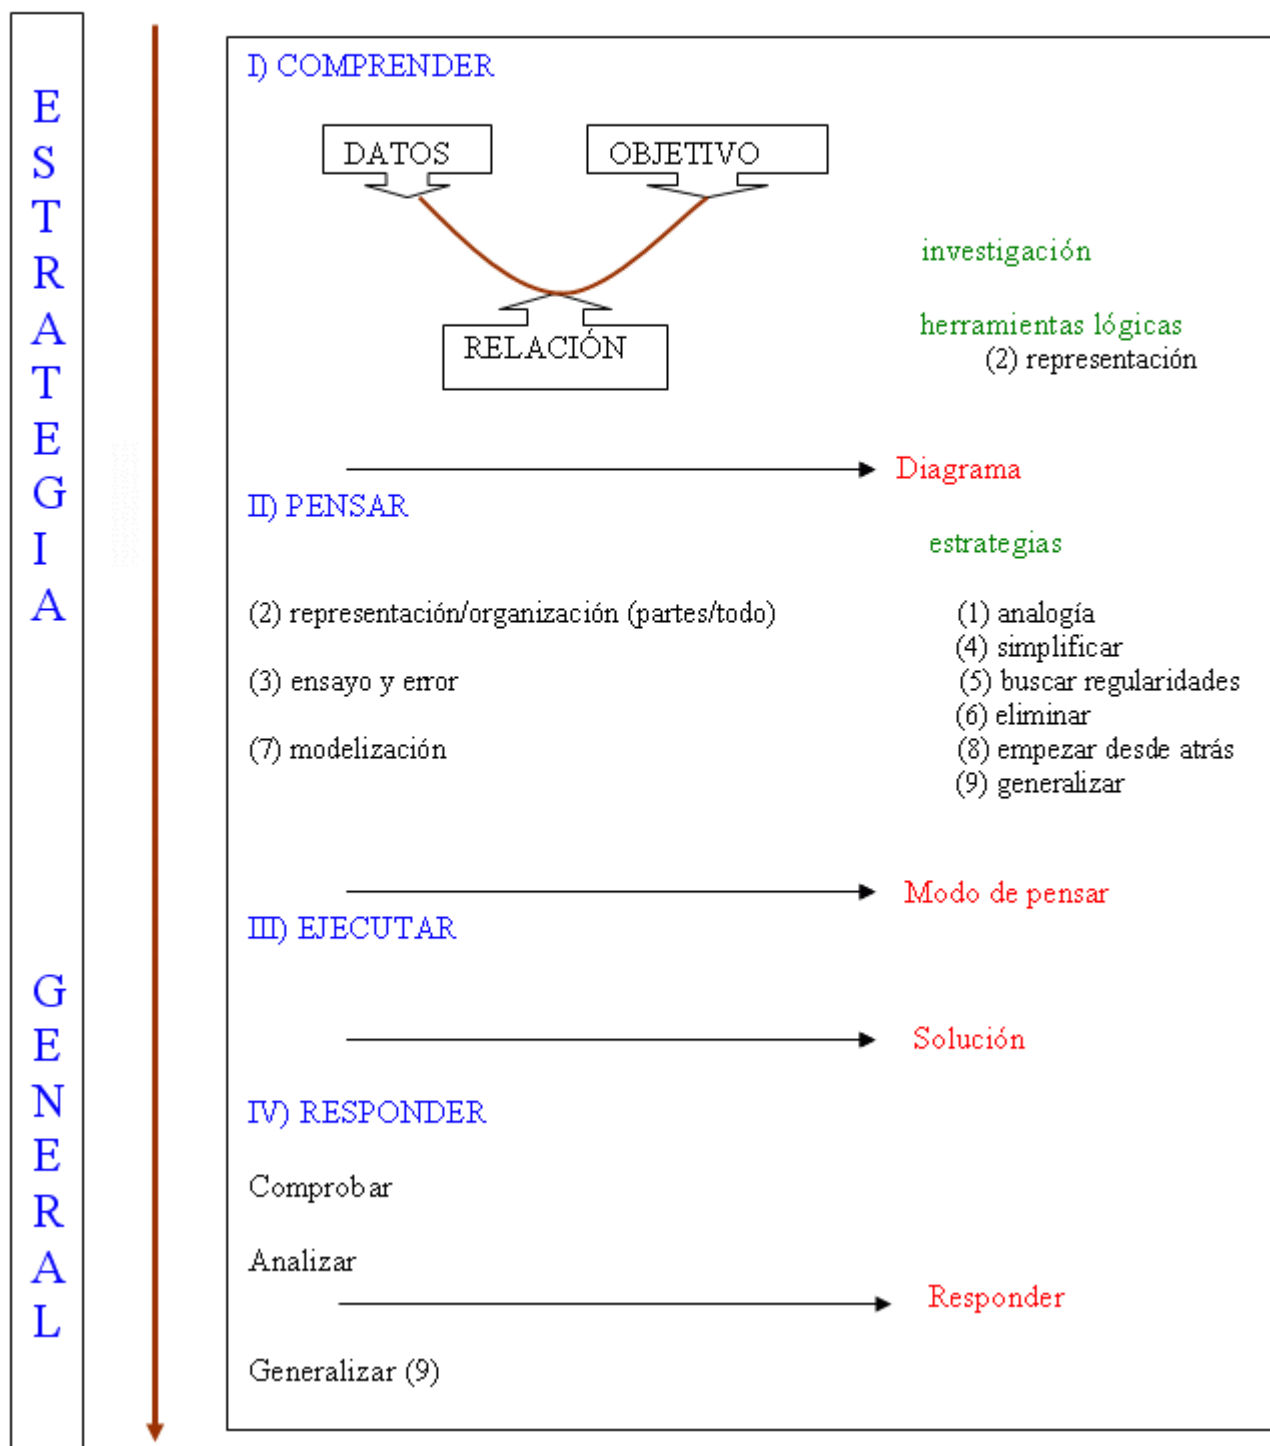 ESTRATEGIA
GENERAL
I) COMPRENDER
DATOS
OBJETIVO
RELACIÓN
investigación
herramientas lógicas
(2) representación
Diagrama
II) PENSAR
estrategias
(2) representación/organización (partes/todo)
(3) ensayo y error
(7) modelización
(1) analogía
(4) simplificar
(5) buscar regularidades
(6) eliminar
(8) empezar desde atrás
(9) generalizar
Modo de pensar
III) EJECUTAR
Solución
IV) RESPONDER
Comprobar
Analizar
Responder
Generalizar (9)